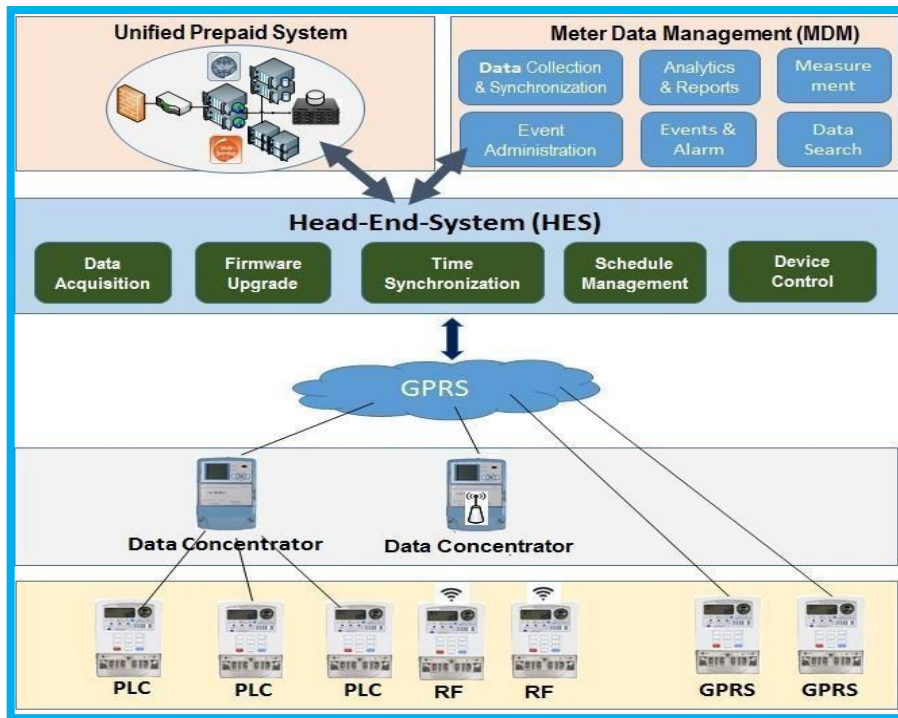 Unified Prepaid System
Meter Data Management (MDM)
Data Collection
& Synchronization
Analytics
& Reports
Measure
ment
Event
Administration
Events &
Alarm
Data
Search
Head-End-System (HES)
Data
Acquisition
Firmware
Upgrade
Time
Synchronization
Schedule
Management
Device
Control
GPRS
Data Concentrator
Data Concentrator
PLC
PLC
PLC
RF
RF
GPRS
GPRS